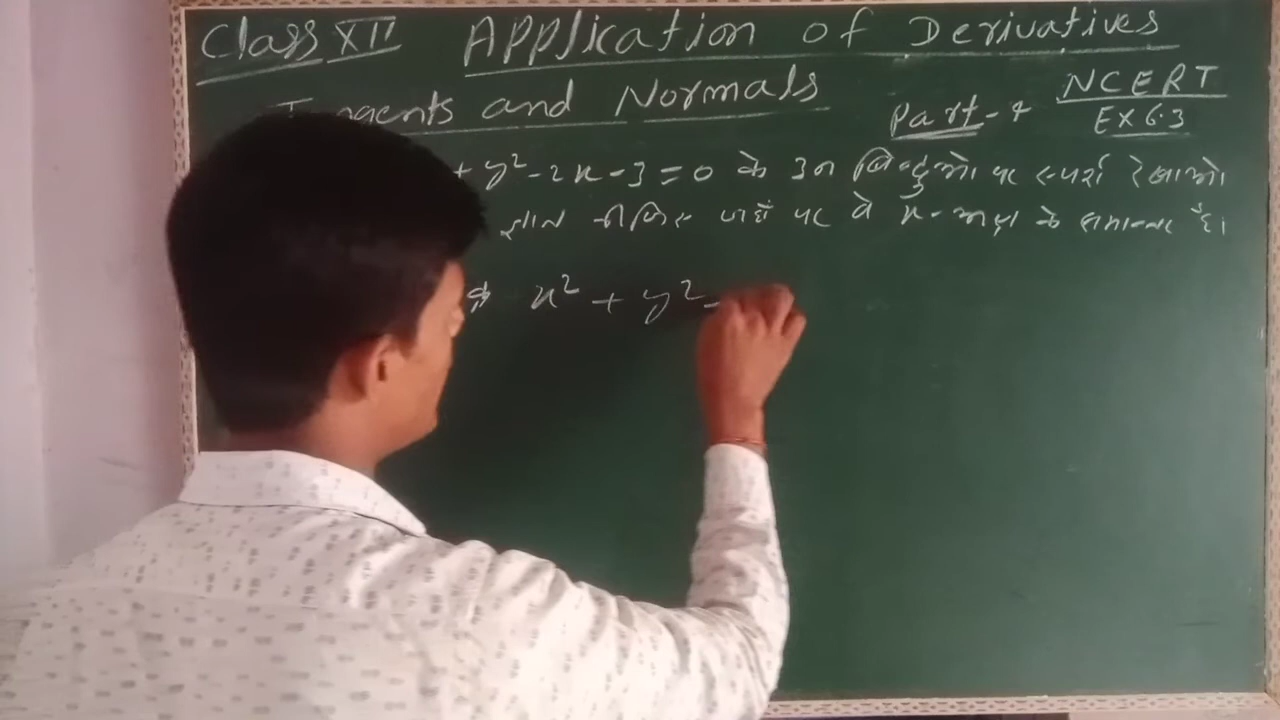 Class XII Application of Derivatives
Tangents and Normals Part-4 NCERT
EX 6.3
+ y² - 2x - 3 = 0 के उन बिन्दुओं पर स्पर्श रेखाओं
ज्ञात कीजिए जहाँ पर वे x-अक्ष के समान्तर हैं।
x² + y² -